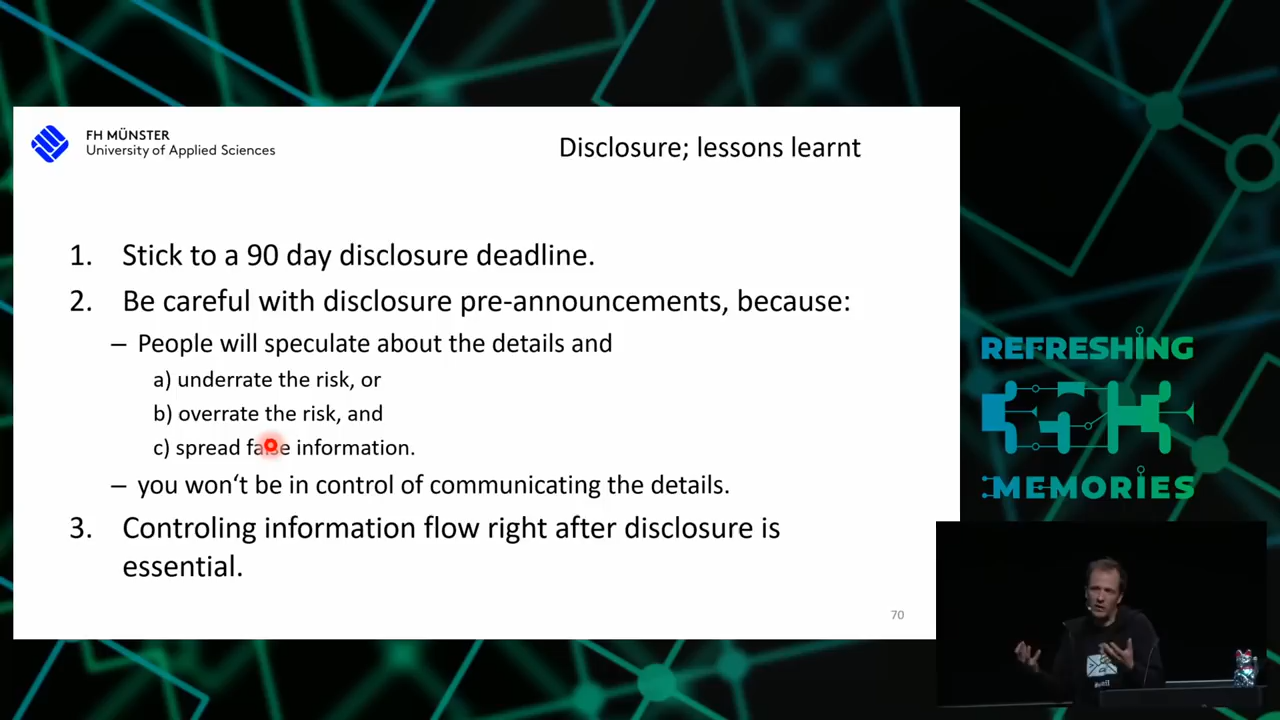 FH MÜNSTER
University of Applied Sciences
Disclosure; lessons learnt
1. Stick to a 90 day disclosure deadline.
2. Be careful with disclosure pre-announcements, because:
– People will speculate about the details and
a) underrate the risk, or
b) overrate the risk, and
c) spread false information.
– you won‘t be in control of communicating the details.
3. Controling information flow right after disclosure is
essential.
70
REFRESHING
35C3
MEMORIES